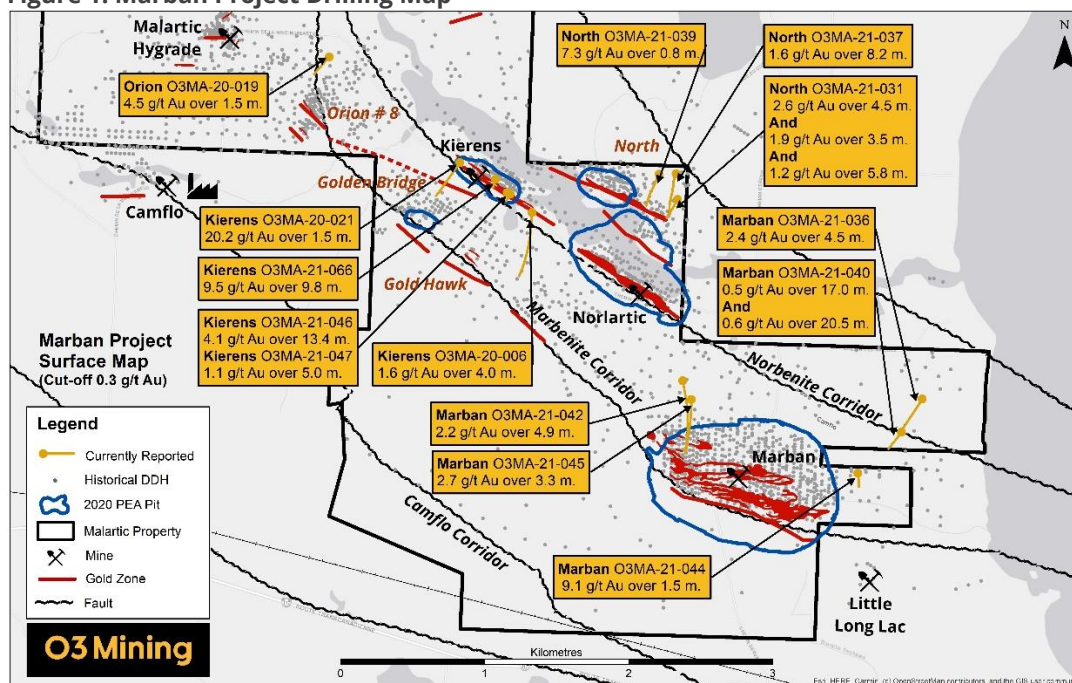 Figure 1: Marban Project Drilling Map
Malartic
Hygrade
Orion O3MA-20-019
4.5 g/t Au over 1.5 m.
Orion # 8
North O3MA-21-039
7.3 g/t Au over 0.8 m.
North O3MA-21-037
1.6 g/t Au over 8.2 m.
North O3MA-21-031
2.6 g/t Au over 4.5 m.
And
1.9 g/t Au over 3.5 m.
And
1.2 g/t Au over 5.8 m.
N
Kierens
North
Golden Bridge
Camflo
Kierens O3MA-20-021
20.2 g/t Au over 1.5 m.
Kierens O3MA-21-066
9.5 g/t Au over 9.8 m.
Kierens O3MA-21-046
4.1 g/t Au over 13.4 m.
Kierens O3MA-21-047
1.1 g/t Au over 5.0 m.
Gold Hawk
Kierens O3MA-20-006
1.6 g/t Au over 4.0 m.
Norlartic
Marban O3MA-21-036
2.4 g/t Au over 4.5 m.
Marban O3MA-21-040
0.5 g/t Au over 17.0 m.
And
0.6 g/t Au over 20.5 m.
Marbenite Corridor
Norbenite Corridor
Marban Project
Surface Map
(Cut-off 0.3 g/t Au)
Marban O3MA-21-042
2.2 g/t Au over 4.9 m.
Marban O3MA-21-045
2.7 g/t Au over 3.3 m.
Camflo
Marban
Camflo Corridor
Marban O3MA-21-044
9.1 g/t Au over 1.5 m.
Little
Long Lac
Legend
Currently Reported
Historical DDH
2020 PEA Pit
Malartic Property
Mine
Gold Zone
Fault
O3 Mining
Kilometres
0 1 2 3
Esri, HERE, Garmin, (c) OpenStreetMap contributors, and the GIS user commun